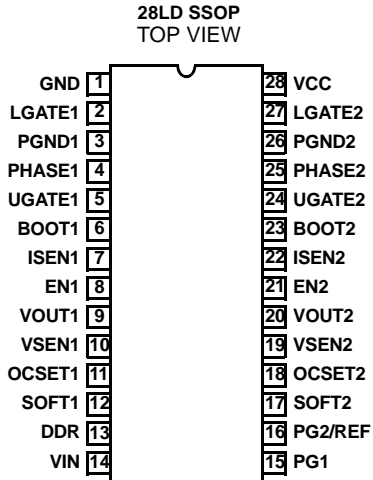 28LD SSOP
TOP VIEW
GND 1 28 VCC
LGATE1 2 27 LGATE2
PGND1 3 26 PGND2
PHASE1 4 25 PHASE2
UGATE1 5 24 UGATE2
BOOT1 6 23 BOOT2
ISEN1 7 22 ISEN2
EN1 8 21 EN2
VOUT1 9 20 VOUT2
VSEN1 10 19 VSEN2
OCSET1 11 18 OCSET2
SOFT1 12 17 SOFT2
DDR 13 16 PG2/REF
VIN 14 15 PG1